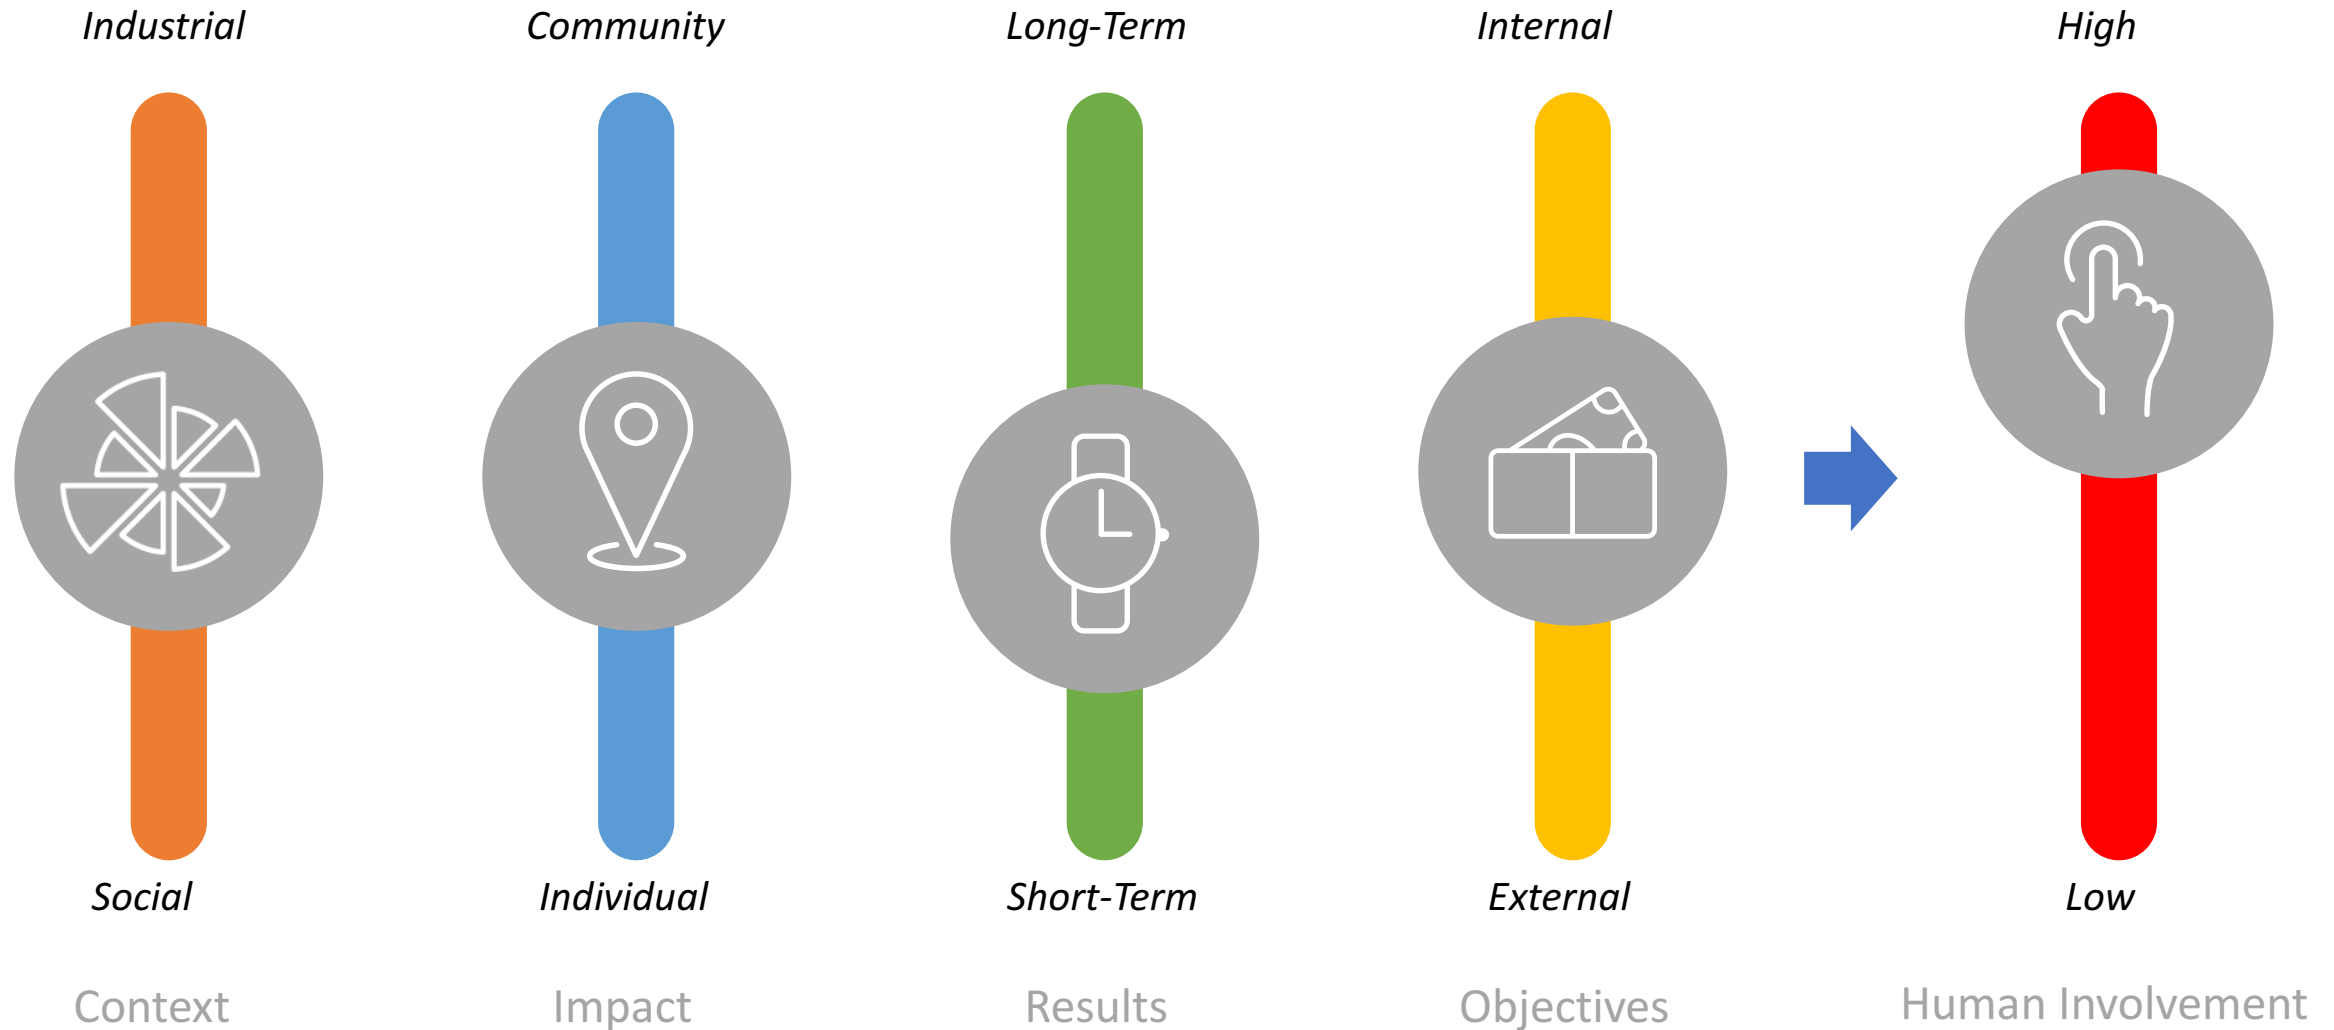 Industrial
Community
Long-Term
Internal
High
Social
Individual
Short-Term
External
Low
Context
Impact
Results
Objectives
Human Involvement